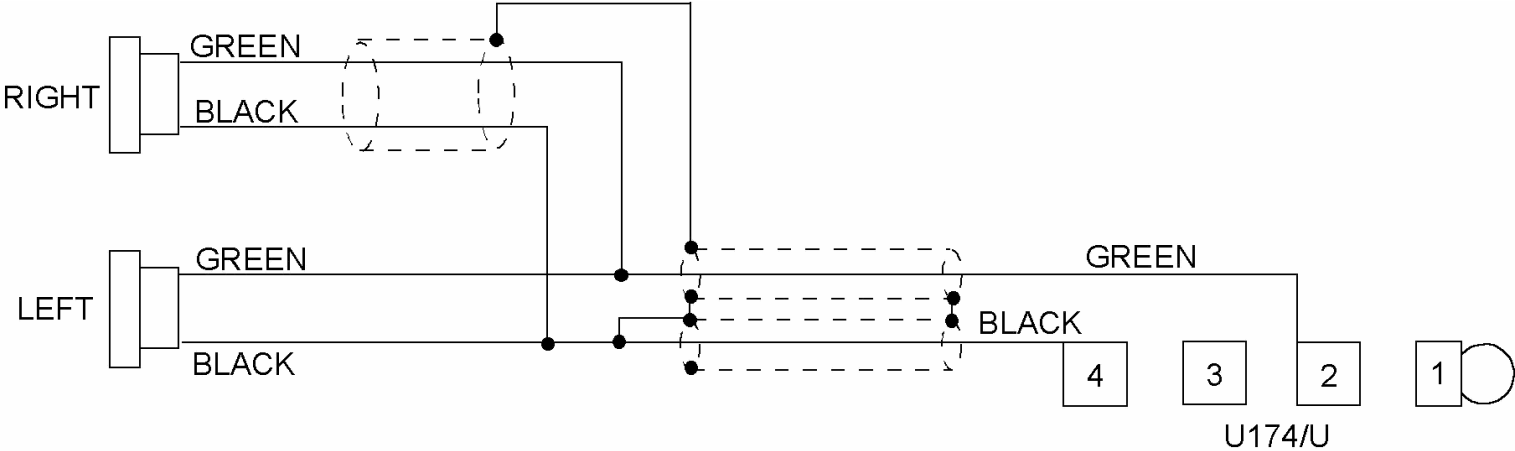 GREEN
RIGHT
BLACK
GREEN
GREEN
LEFT
BLACK
BLACK
4 3 2 1
U174/U